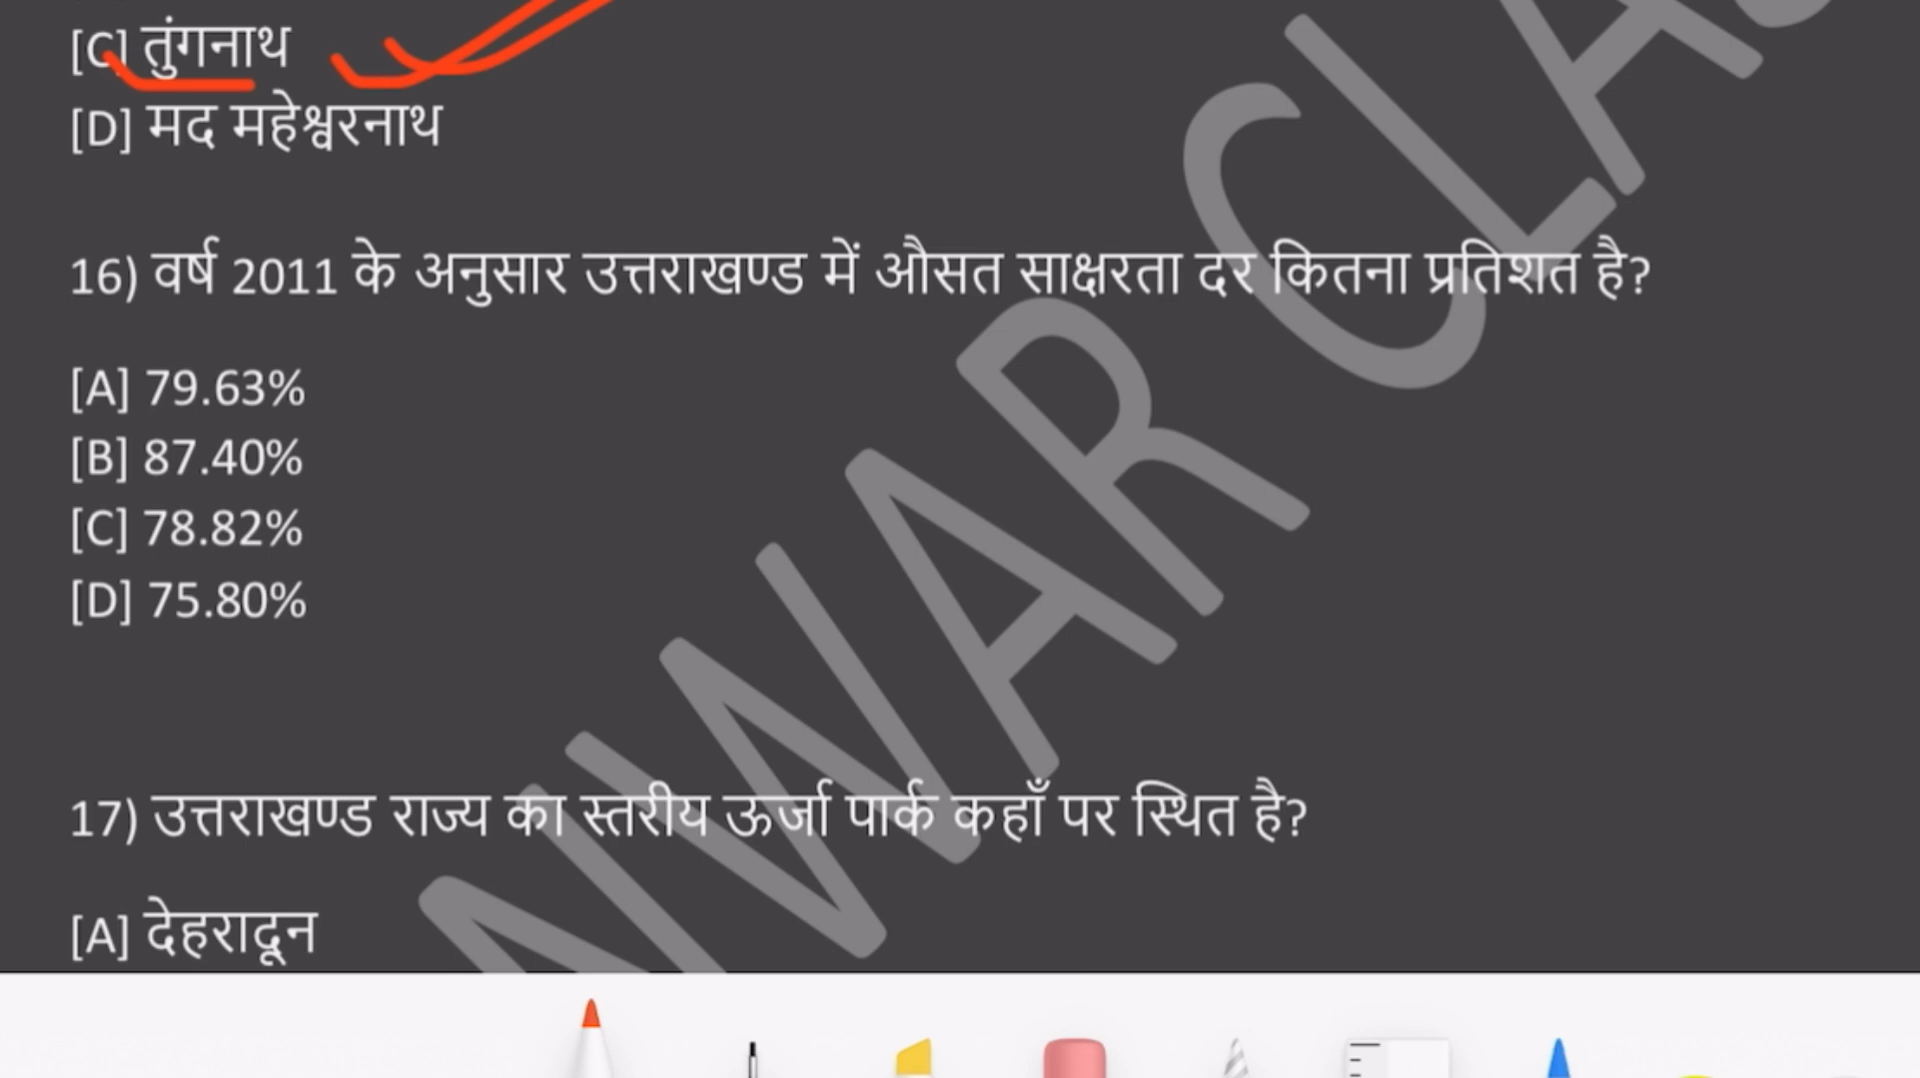 [C] तुंगनाथ
[D] मद महेश्वरनाथ
16) वर्ष 2011 के अनुसार उत्तराखण्ड में औसत साक्षरता दर कितना प्रतिशत है?
[A] 79.63%
[B] 87.40%
[C] 78.82%
[D] 75.80%
17) उत्तराखण्ड राज्य का स्तरीय ऊर्जा पार्क कहाँ पर स्थित है?
[A] देहरादून